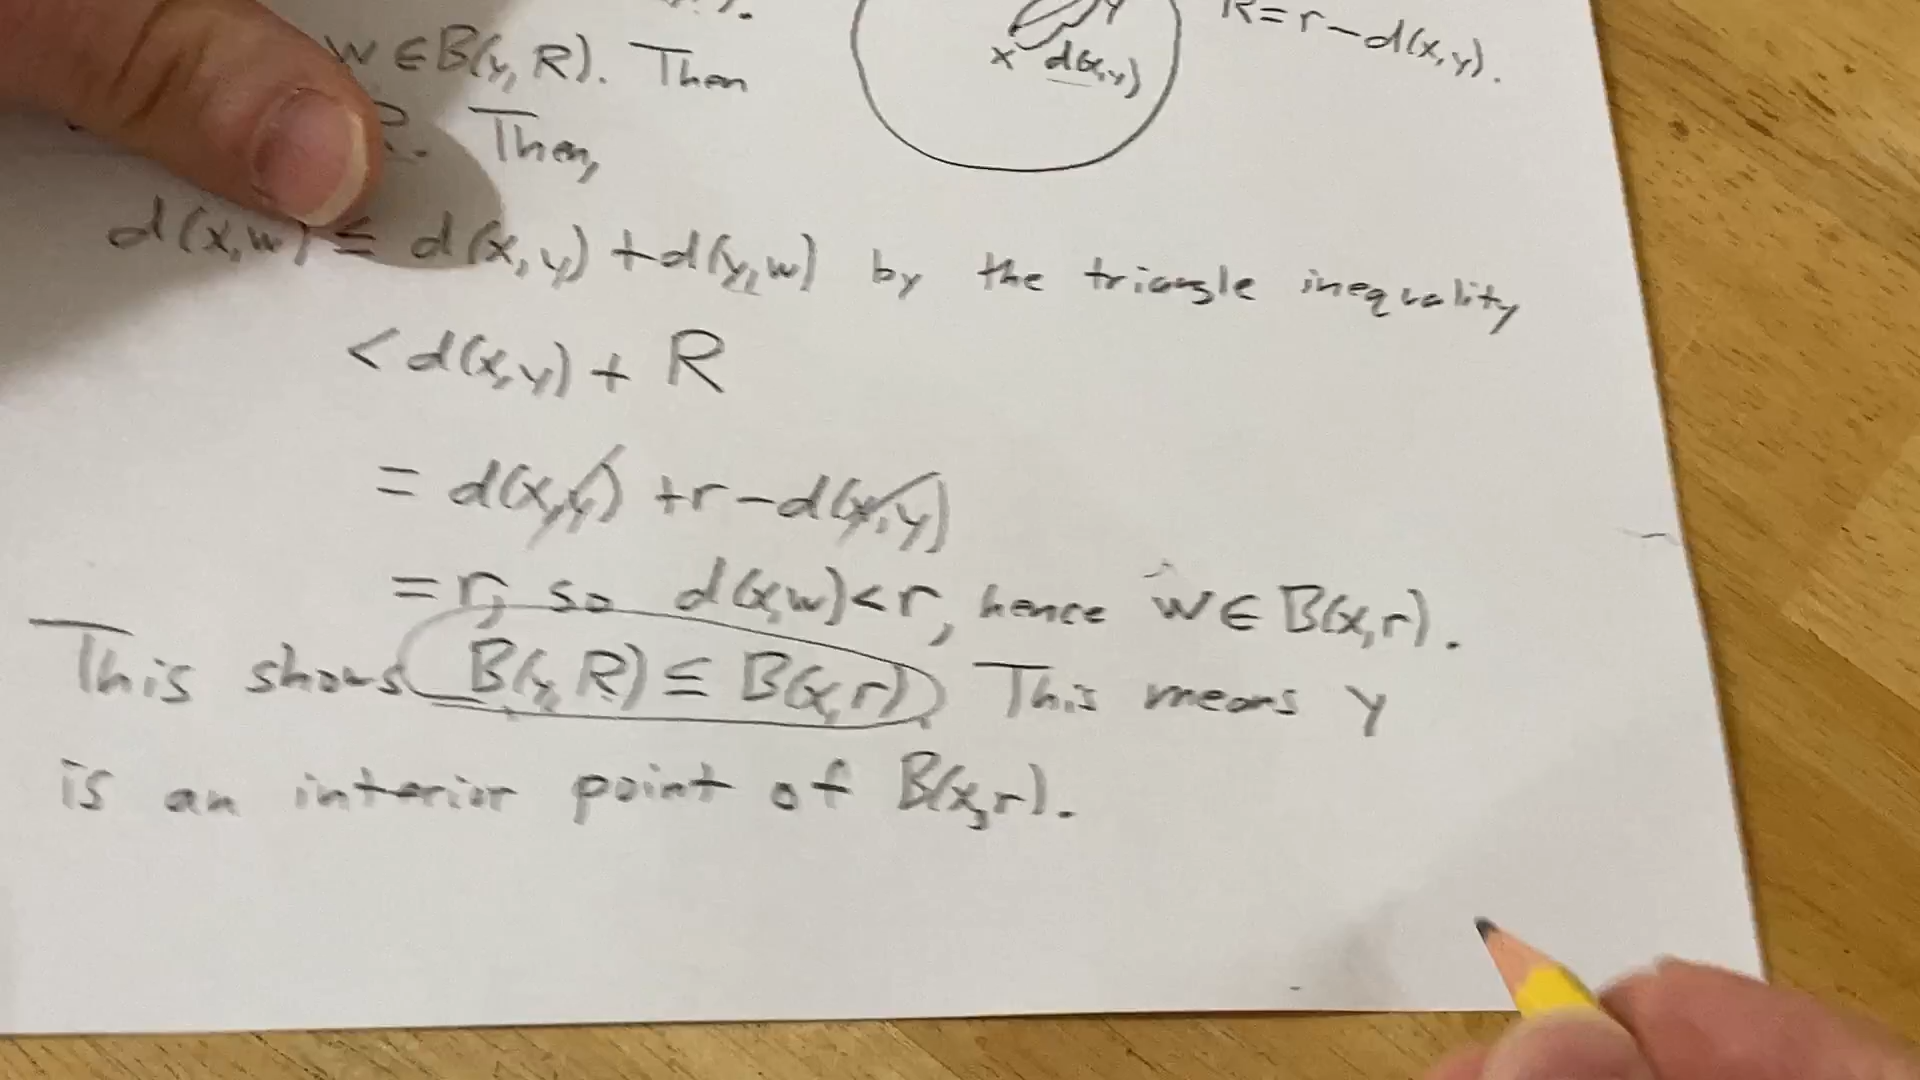 R=r-d(x,y).
x d(x,y)
w∈B(y,R). Then
R. Then,
d(x,w) ≤ d(x,y)+d(y,w) by the triangle inequality
< d(x,y) + R
= d(x,y) +r-d(x,y)
=r, so d(x,w)<r, hence w∈B(x,r).
This shows B(y,R) ⊆ B(x,r). This means y
is an interior point of B(x,r).